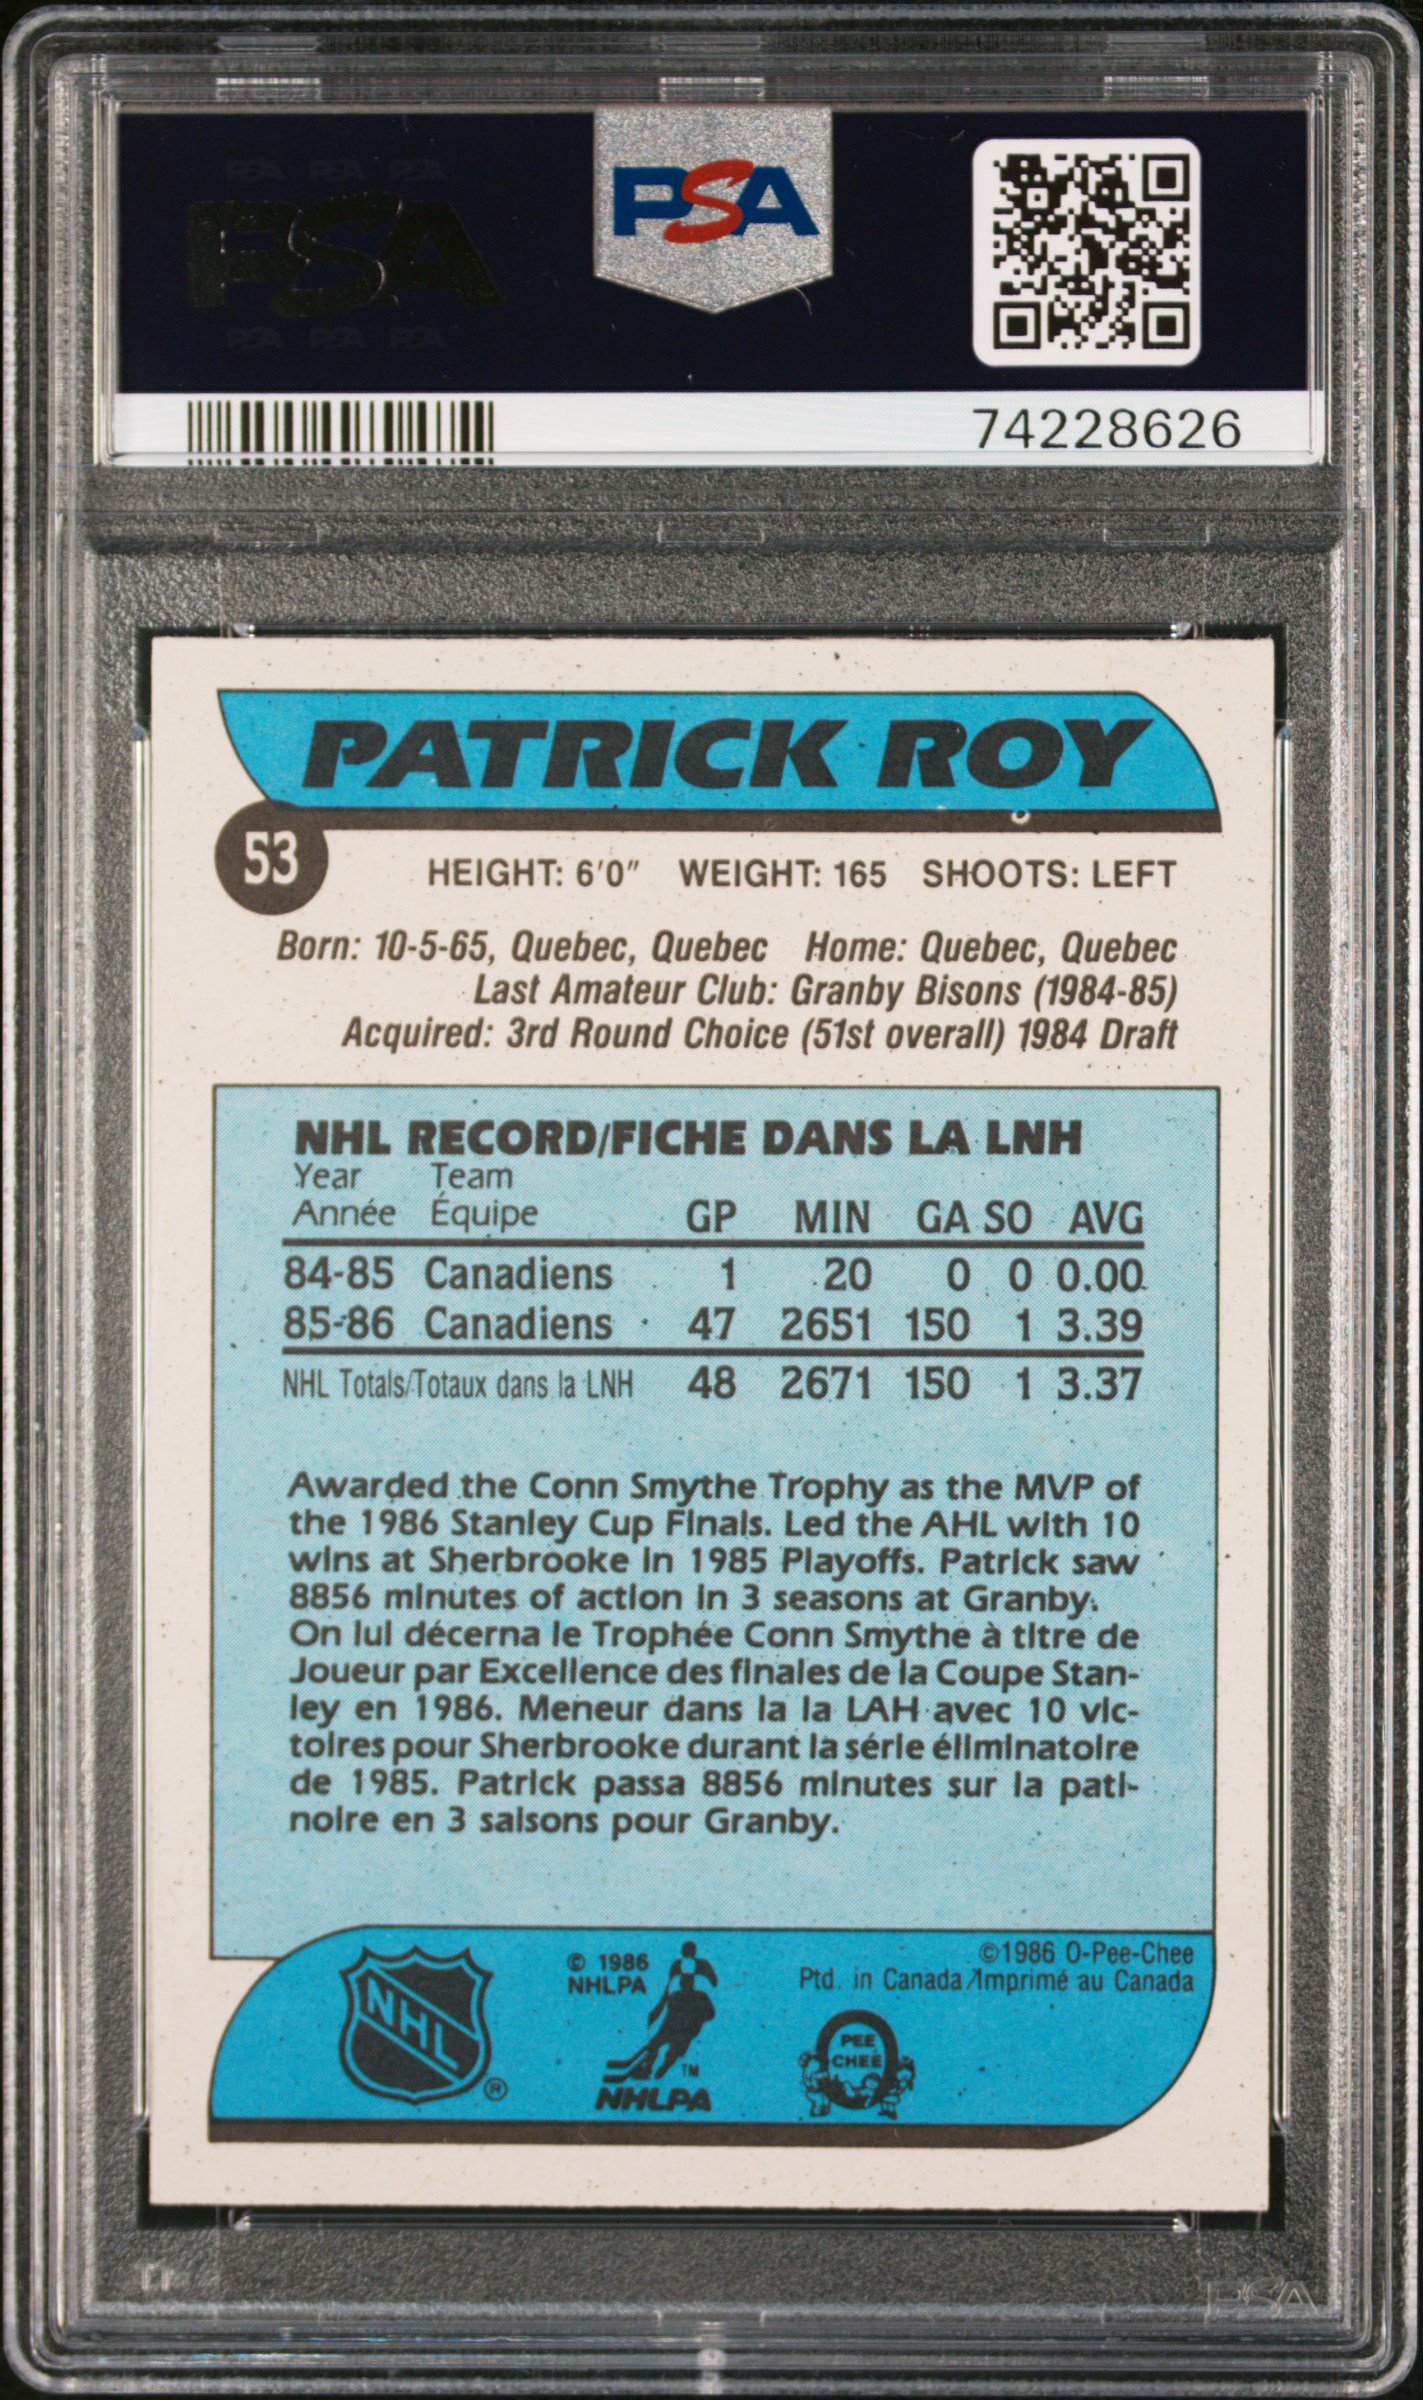 PSA PSA PSA
PSA
PSA
PSA PSA PSA
74228626
PATRICK ROY
53
HEIGHT: 6'0" WEIGHT: 165 SHOOTS: LEFT
Born: 10-5-65, Quebec, Quebec Home: Quebec, Quebec
Last Amateur Club: Granby Bisons (1984-85)
Acquired: 3rd Round Choice (51st overall) 1984 Draft
NHL RECORD/FICHE DANS LA LNH
Year Team
Année Équipe GP MIN GA SO AVG
84-85 Canadiens 1 20 0 0 0.00
85-86 Canadiens 47 2651 150 1 3.39
NHL Totals/Totaux dans la LNH 48 2671 150 1 3.37
Awarded the Conn Smythe Trophy as the MVP of
the 1986 Stanley Cup Finals. Led the AHL with 10
wins at Sherbrooke in 1985 Playoffs. Patrick saw
8856 minutes of action in 3 seasons at Granby.
On lui décerna le Trophée Conn Smythe à titre de
Joueur par Excellence des finales de la Coupe Stan-
ley en 1986. Meneur dans la la LAH avec 10 vic-
toires pour Sherbrooke durant la série éliminatoire
de 1985. Patrick passa 8856 minutes sur la pati-
noire en 3 saisons pour Granby.
NHL ®
© 1986
NHLPA
TM
NHLPA
©1986 O-Pee-Chee
Ptd. in Canada/Imprimé au Canada
PEE
CHEE
PSA